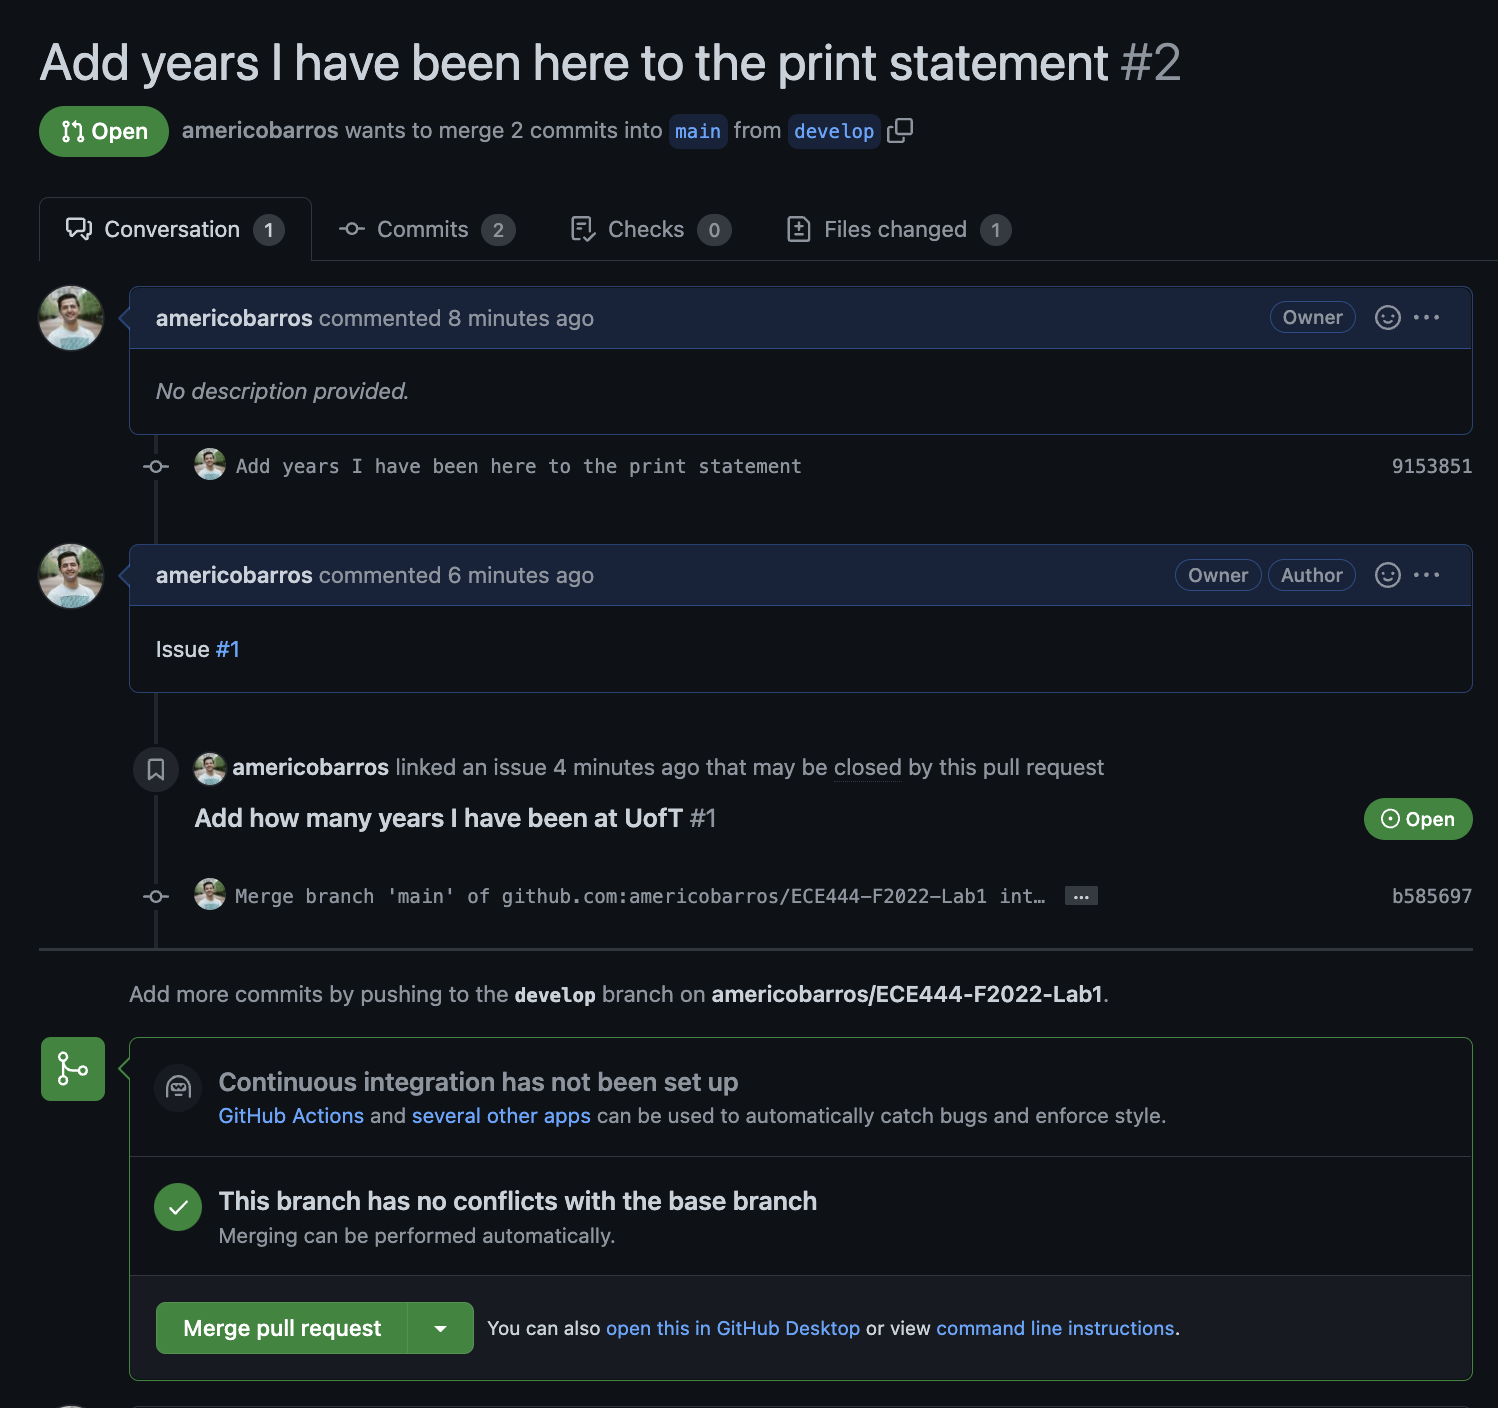 Add years I have been here to the print statement #2
Open americobarros wants to merge 2 commits into main from develop
Conversation 1 Commits 2 Checks 0 Files changed 1
americobarros commented 8 minutes ago Owner
No description provided.
Add years I have been here to the print statement 9153851
americobarros commented 6 minutes ago Owner Author
Issue #1
americobarros linked an issue 4 minutes ago that may be closed by this pull request
Add how many years I have been at UofT #1 Open
Merge branch 'main' of github.com:americobarros/ECE444-F2022-Lab1 int… … b585697
Add more commits by pushing to the develop branch on americobarros/ECE444-F2022-Lab1.
Continuous integration has not been set up
GitHub Actions and several other apps can be used to automatically catch bugs and enforce style.
This branch has no conflicts with the base branch
Merging can be performed automatically.
Merge pull request You can also open this in GitHub Desktop or view command line instructions.